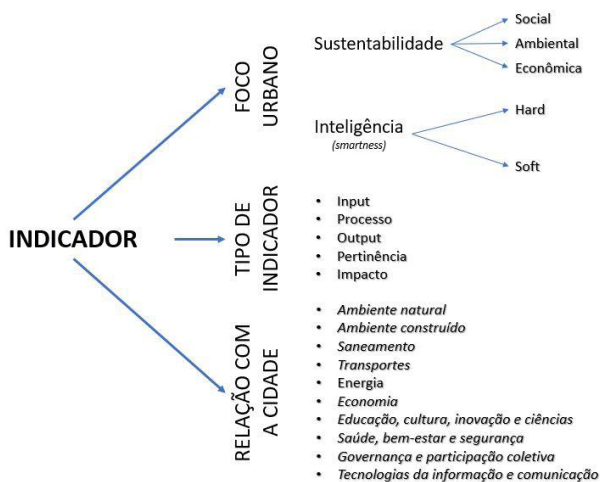 INDICADOR
FOCO
URBANO
Sustentabilidade
Social
Ambiental
Econômica
Inteligência
(smartness)
Hard
Soft
TIPO DE
INDICADOR
• Input
• Processo
• Output
• Pertinência
• Impacto
RELAÇÃO COM
A CIDADE
• Ambiente natural
• Ambiente construído
• Saneamento
• Transportes
• Energia
• Economia
• Educação, cultura, inovação e ciências
• Saúde, bem-estar e segurança
• Governança e participação coletiva
• Tecnologias da informação e comunicação